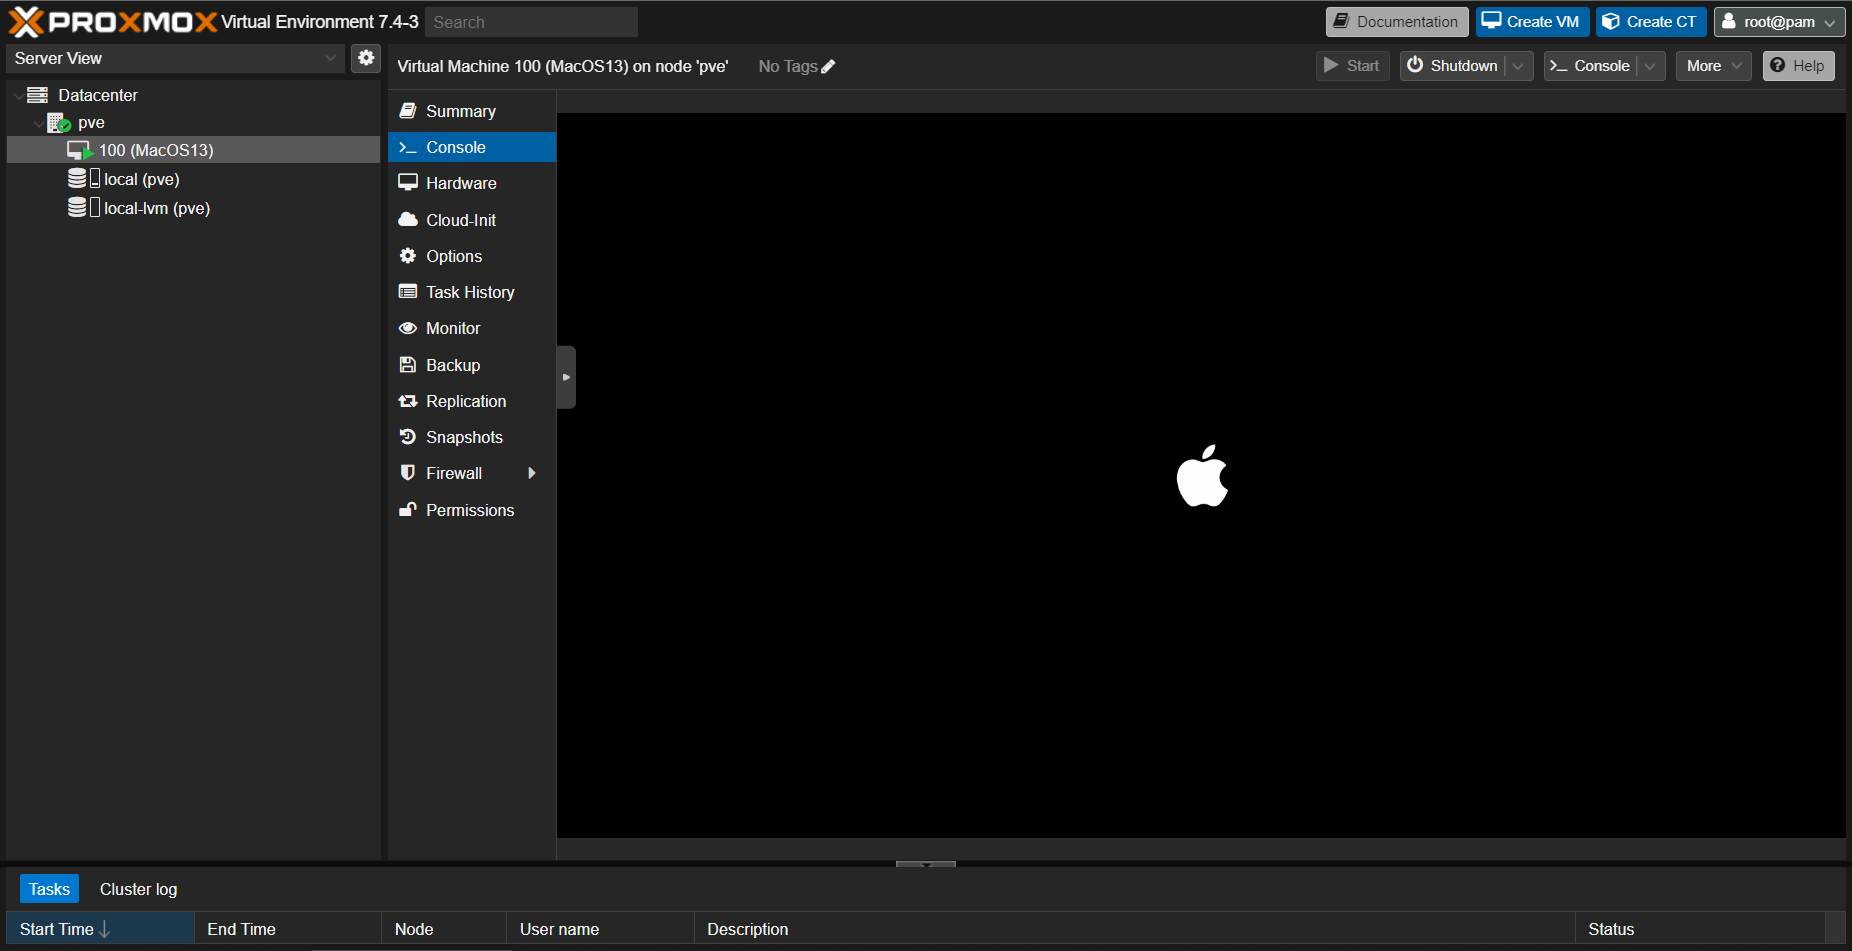 PROXMOX Virtual Environment 7.4-3 Search Documentation Create VM Create CT root@pam
Server View
Virtual Machine 100 (MacOS13) on node 'pve' No Tags Start Shutdown Console More Help
Datacenter
pve
100 (MacOS13)
local (pve)
local-lvm (pve)
Summary
Console
Hardware
Cloud-Init
Options
Task History
Monitor
Backup
Replication
Snapshots
Firewall
Permissions
Tasks Cluster log
Start Time End Time Node User name Description Status